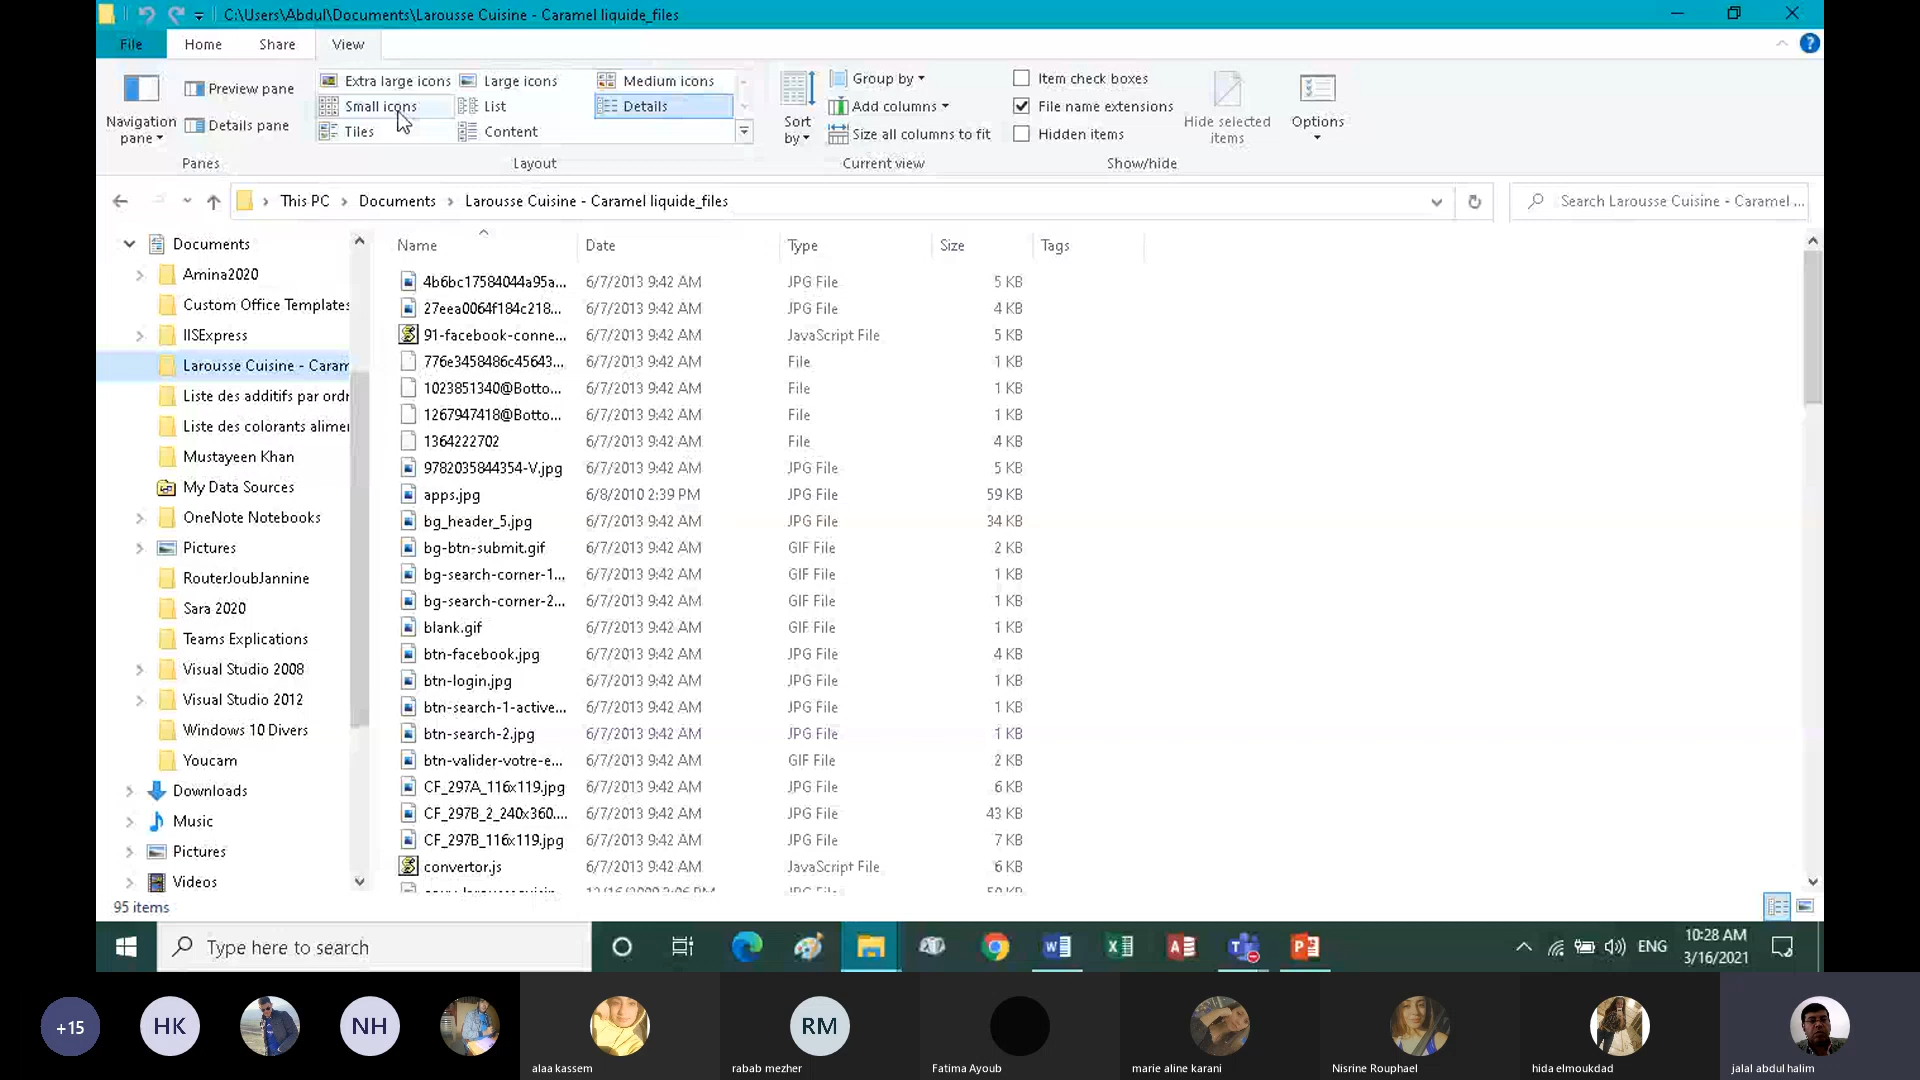 C:\Users\Abdul\Documents\Larousse Cuisine - Caramel liquide_files
File Home Share View
Navigation pane
Preview pane
Details pane
Panes
Extra large icons Large icons Medium icons
Small icons List Details
Tiles Content
Layout
Sort by
Group by
Add columns
Size all columns to fit
Current view
Item check boxes
File name extensions
Hidden items
Hide selected items
Options
Show/hide
This PC Documents Larousse Cuisine - Caramel liquide_files
Search Larousse Cuisine - Caramel ...
Documents
Amina2020
Custom Office Templates
IISExpress
Larousse Cuisine - Caram
Liste des additifs par ordr
Liste des colorants alimen
Mustayeen Khan
My Data Sources
OneNote Notebooks
Pictures
RouterJoubJannine
Sara 2020
Teams Explications
Visual Studio 2008
Visual Studio 2012
Windows 10 Divers
Youcam
Downloads
Music
Pictures
Videos
Name Date Type Size Tags
4b6bc17584044a95a... 6/7/2013 9:42 AM JPG File 5 KB
27eea0064f184c218... 6/7/2013 9:42 AM JPG File 4 KB
91-facebook-conne... 6/7/2013 9:42 AM JavaScript File 5 KB
776e3458486c45643... 6/7/2013 9:42 AM File 1 KB
1023851340@Botto... 6/7/2013 9:42 AM File 1 KB
1267947418@Botto... 6/7/2013 9:42 AM File 1 KB
1364222702 6/7/2013 9:42 AM File 4 KB
9782035844354-V.jpg 6/7/2013 9:42 AM JPG File 5 KB
apps.jpg 6/8/2010 2:39 PM JPG File 59 KB
bg_header_5.jpg 6/7/2013 9:42 AM JPG File 34 KB
bg-btn-submit.gif 6/7/2013 9:42 AM GIF File 2 KB
bg-search-corner-1... 6/7/2013 9:42 AM GIF File 1 KB
bg-search-corner-2... 6/7/2013 9:42 AM GIF File 1 KB
blank.gif 6/7/2013 9:42 AM GIF File 1 KB
btn-facebook.jpg 6/7/2013 9:42 AM JPG File 4 KB
btn-login.jpg 6/7/2013 9:42 AM JPG File 1 KB
btn-search-1-active... 6/7/2013 9:42 AM JPG File 1 KB
btn-search-2.jpg 6/7/2013 9:42 AM JPG File 1 KB
btn-valider-votre-e... 6/7/2013 9:42 AM GIF File 2 KB
CF_297A_116x119.jpg 6/7/2013 9:42 AM JPG File 6 KB
CF_297B_2_240x360.... 6/7/2013 9:42 AM JPG File 43 KB
CF_297B_116x119.jpg 6/7/2013 9:42 AM JPG File 7 KB
convertor.js 6/7/2013 9:42 AM JavaScript File 6 KB
95 items
Type here to search
ENG
10:28 AM
3/16/2021
+15 HK NH RM
alaa kassem rabab mezher Fatima Ayoub marie aline karani Nisrine Rouphael hida elmoukdad jalal abdul halim